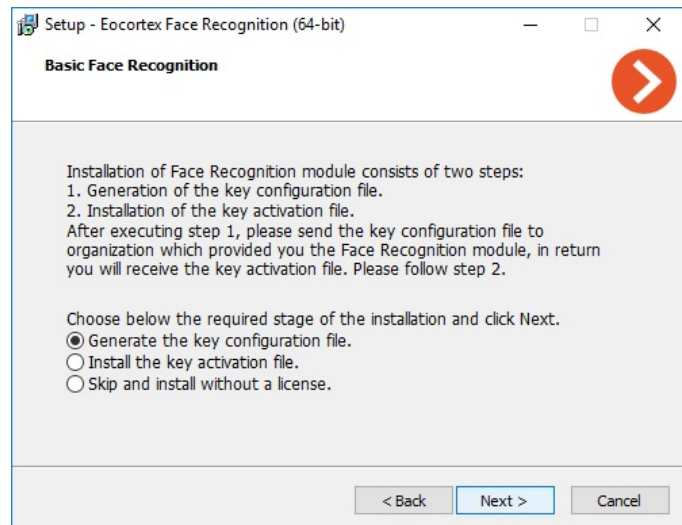 Setup - Eocortex Face Recognition (64-bit)
Basic Face Recognition
Installation of Face Recognition module consists of two steps:
1. Generation of the key configuration file.
2. Installation of the key activation file.
After executing step 1, please send the key configuration file to
organization which provided you the Face Recognition module, in return
you will receive the key activation file. Please follow step 2.
Choose below the required stage of the installation and click Next.
Generate the key configuration file.
Install the key activation file.
Skip and install without a license.
< Back Next > Cancel